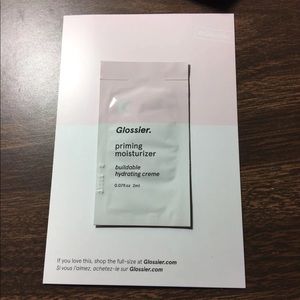 Glossier.
priming
moisturizer
buildable
hydrating creme
0.07fl oz 2ml
If you love this, shop the full-size at Glossier.com
Si vous l'aimez, achetez-le sur Glossier.com